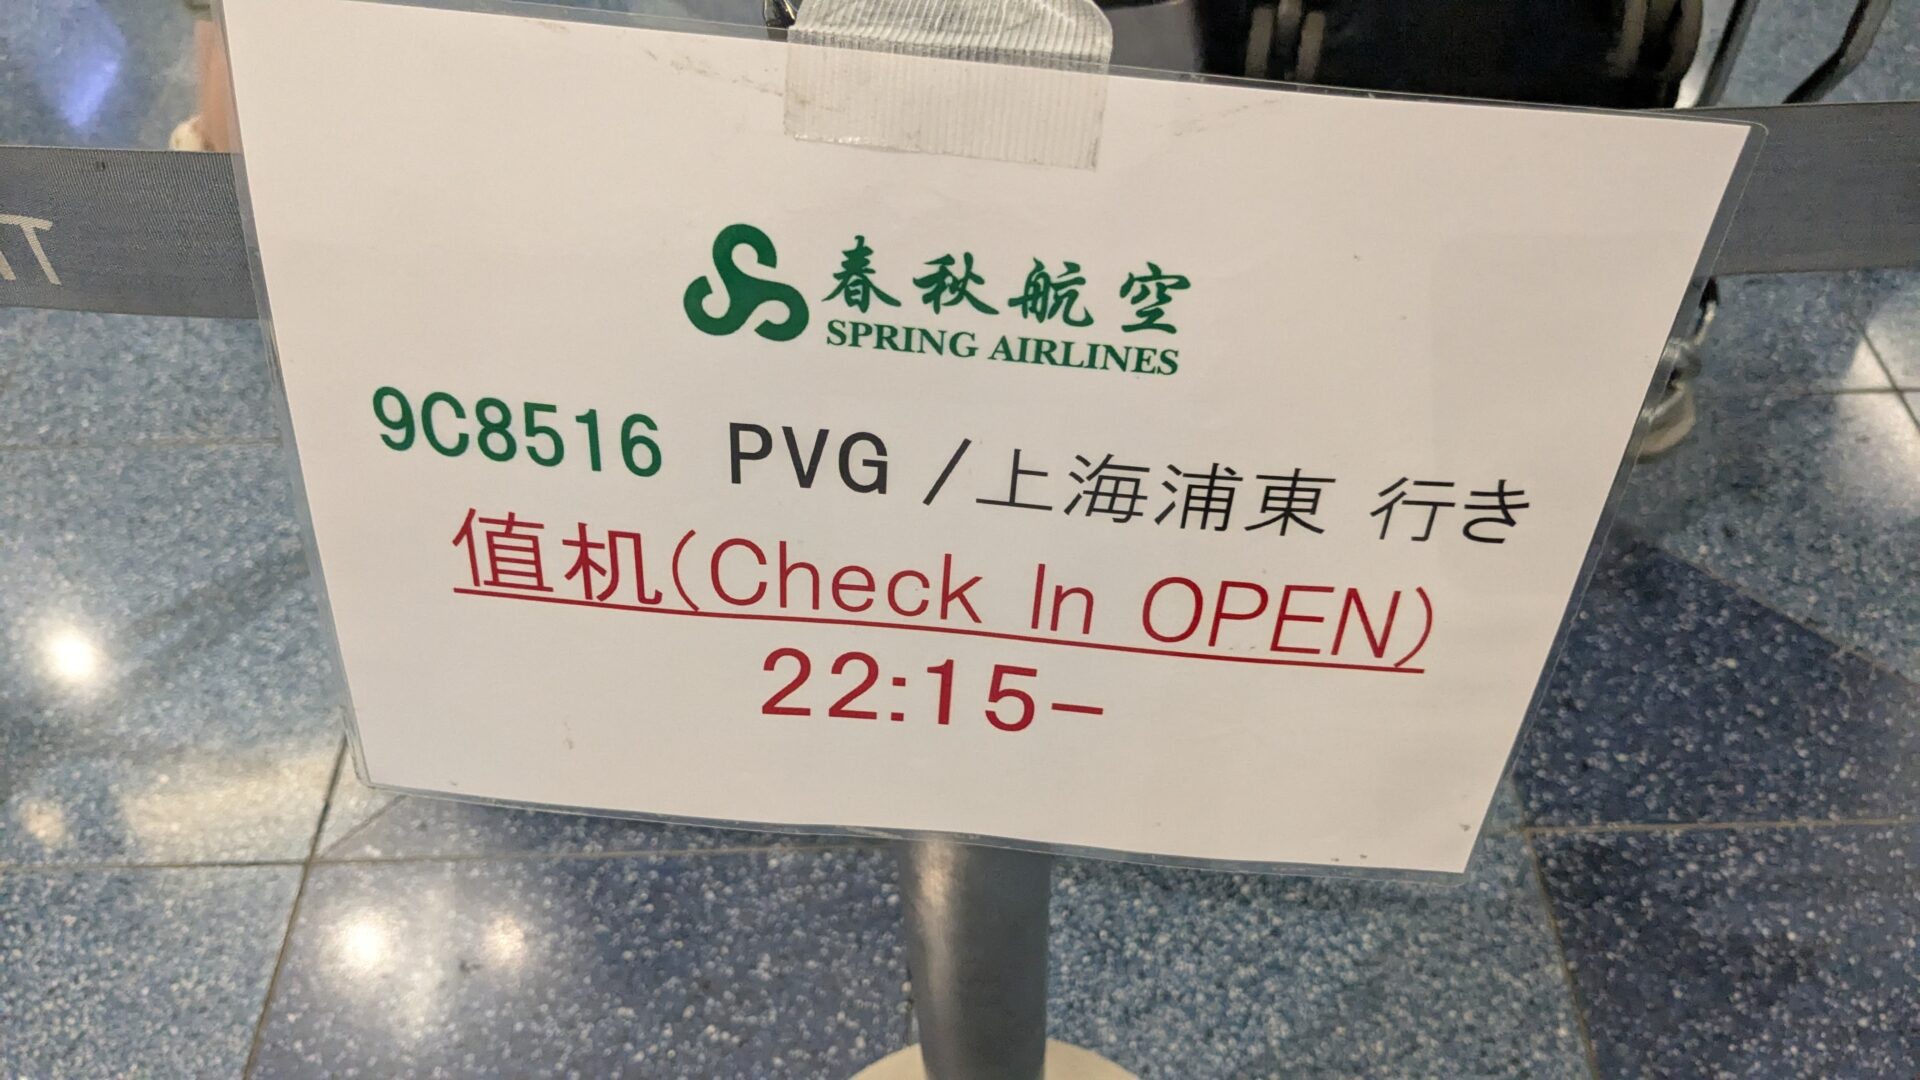 春秋航空
SPRING AIRLINES
9C8516 PVG / 上海浦東 行き
值机(Check In OPEN)
22:15-